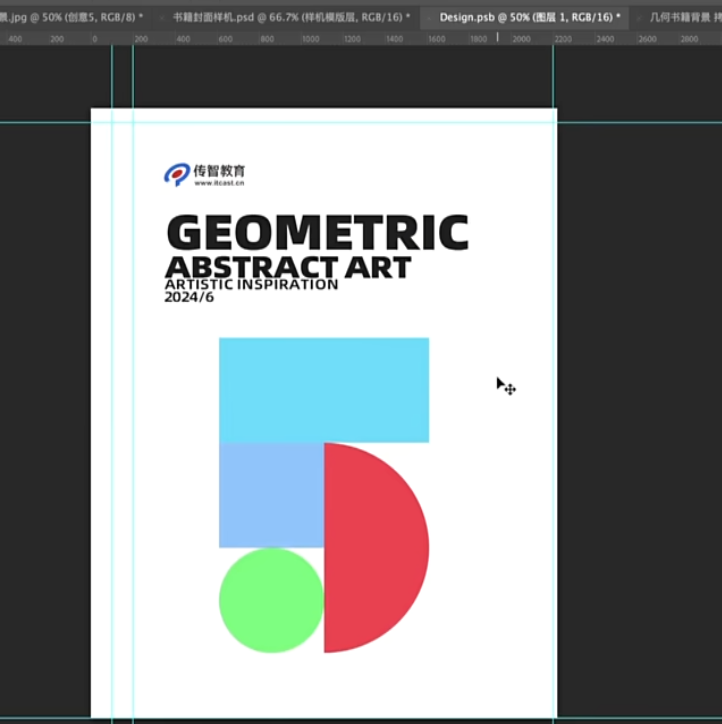 景.jpg @ 50% (创意5, RGB/8) *
书籍封面样机.psd @ 66.7% (样机模版层, RGB/16) *
Design.psb @ 50% (图层 1, RGB/16) *
几何书籍背景 拷
400 200 0 200 400 600 800 1000 1200 1400 1600 1800 2000 2200 2400 2600 2800
传智教育
www.itcast.cn
GEOMETRIC
ABSTRACT ART
ARTISTIC INSPIRATION
2024/6